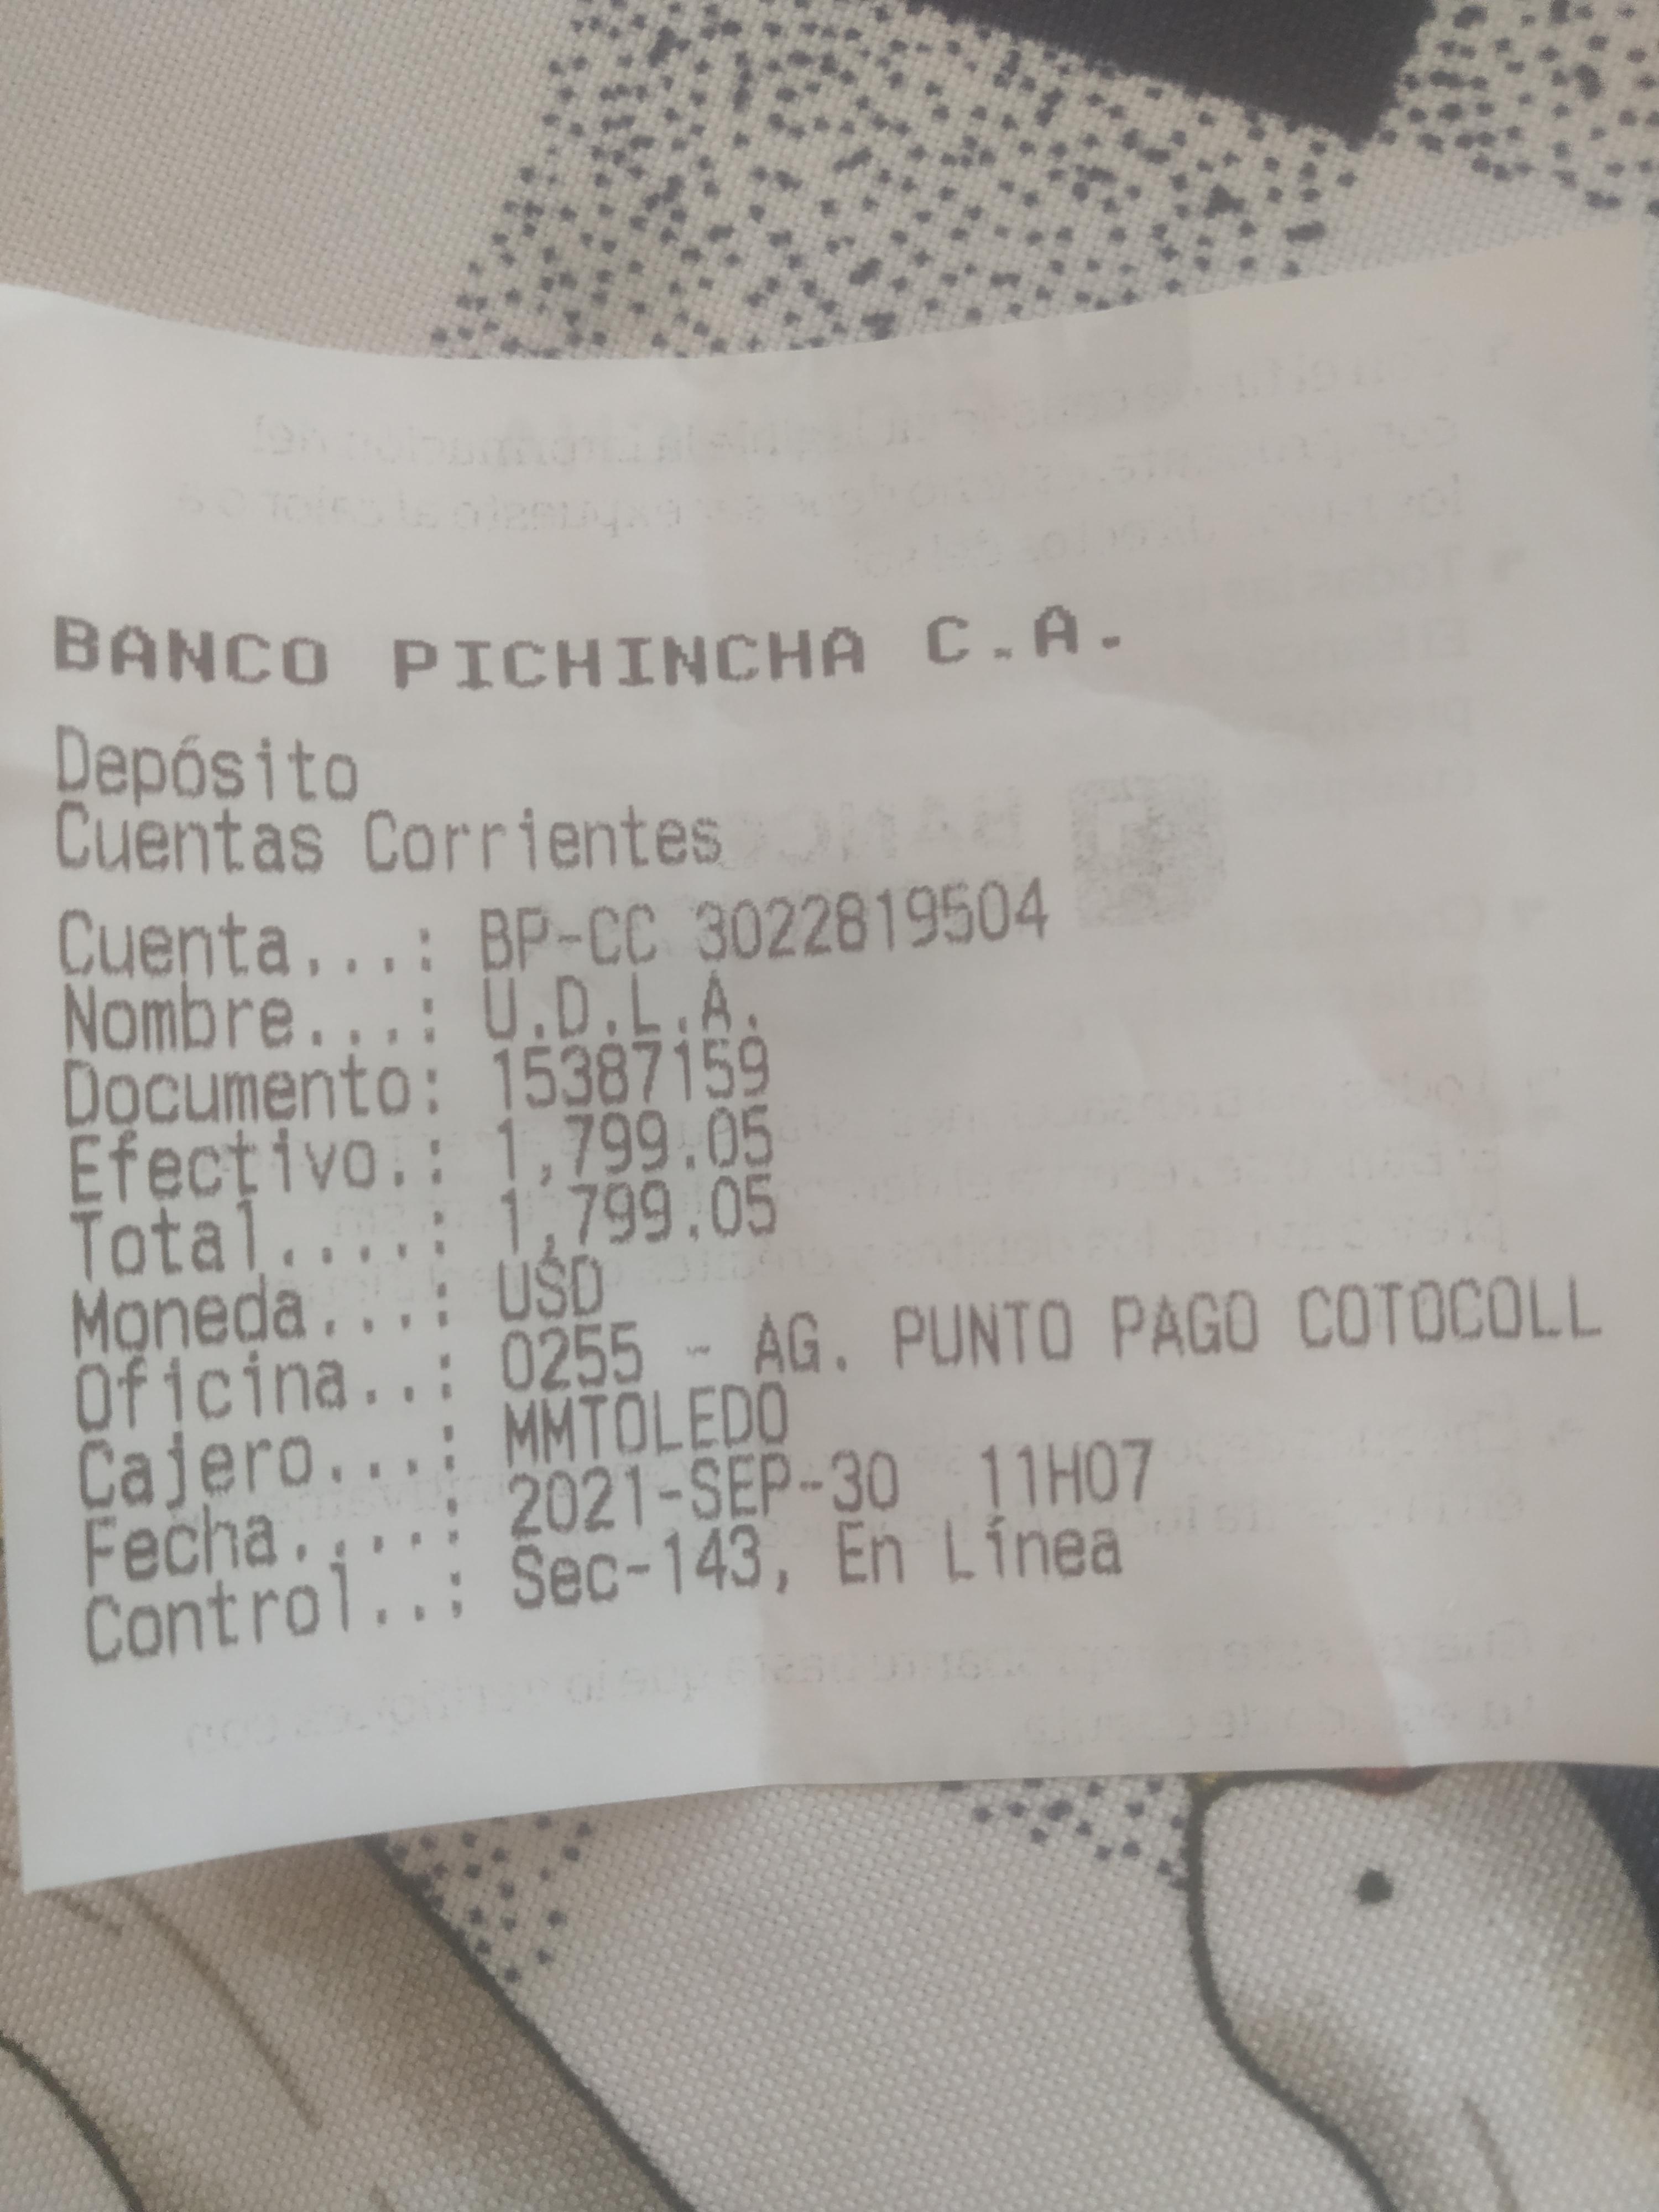 BANCO PICHINCHA C.A.
Depósito
Cuentas Corrientes
Cuenta...: BP-CC 3022819504
Nombre...: U.D.L.A.
Documento: 15387159
Efectivo.: 1,799.05
Total....: 1,799.05
Moneda...: USD
Oficina..: 0255 - AG. PUNTO PAGO COTOCOLL
Cajero...: MMTOLEDO
Fecha....: 2021-SEP-30 11H07
Control..: Sec-143, En Línea